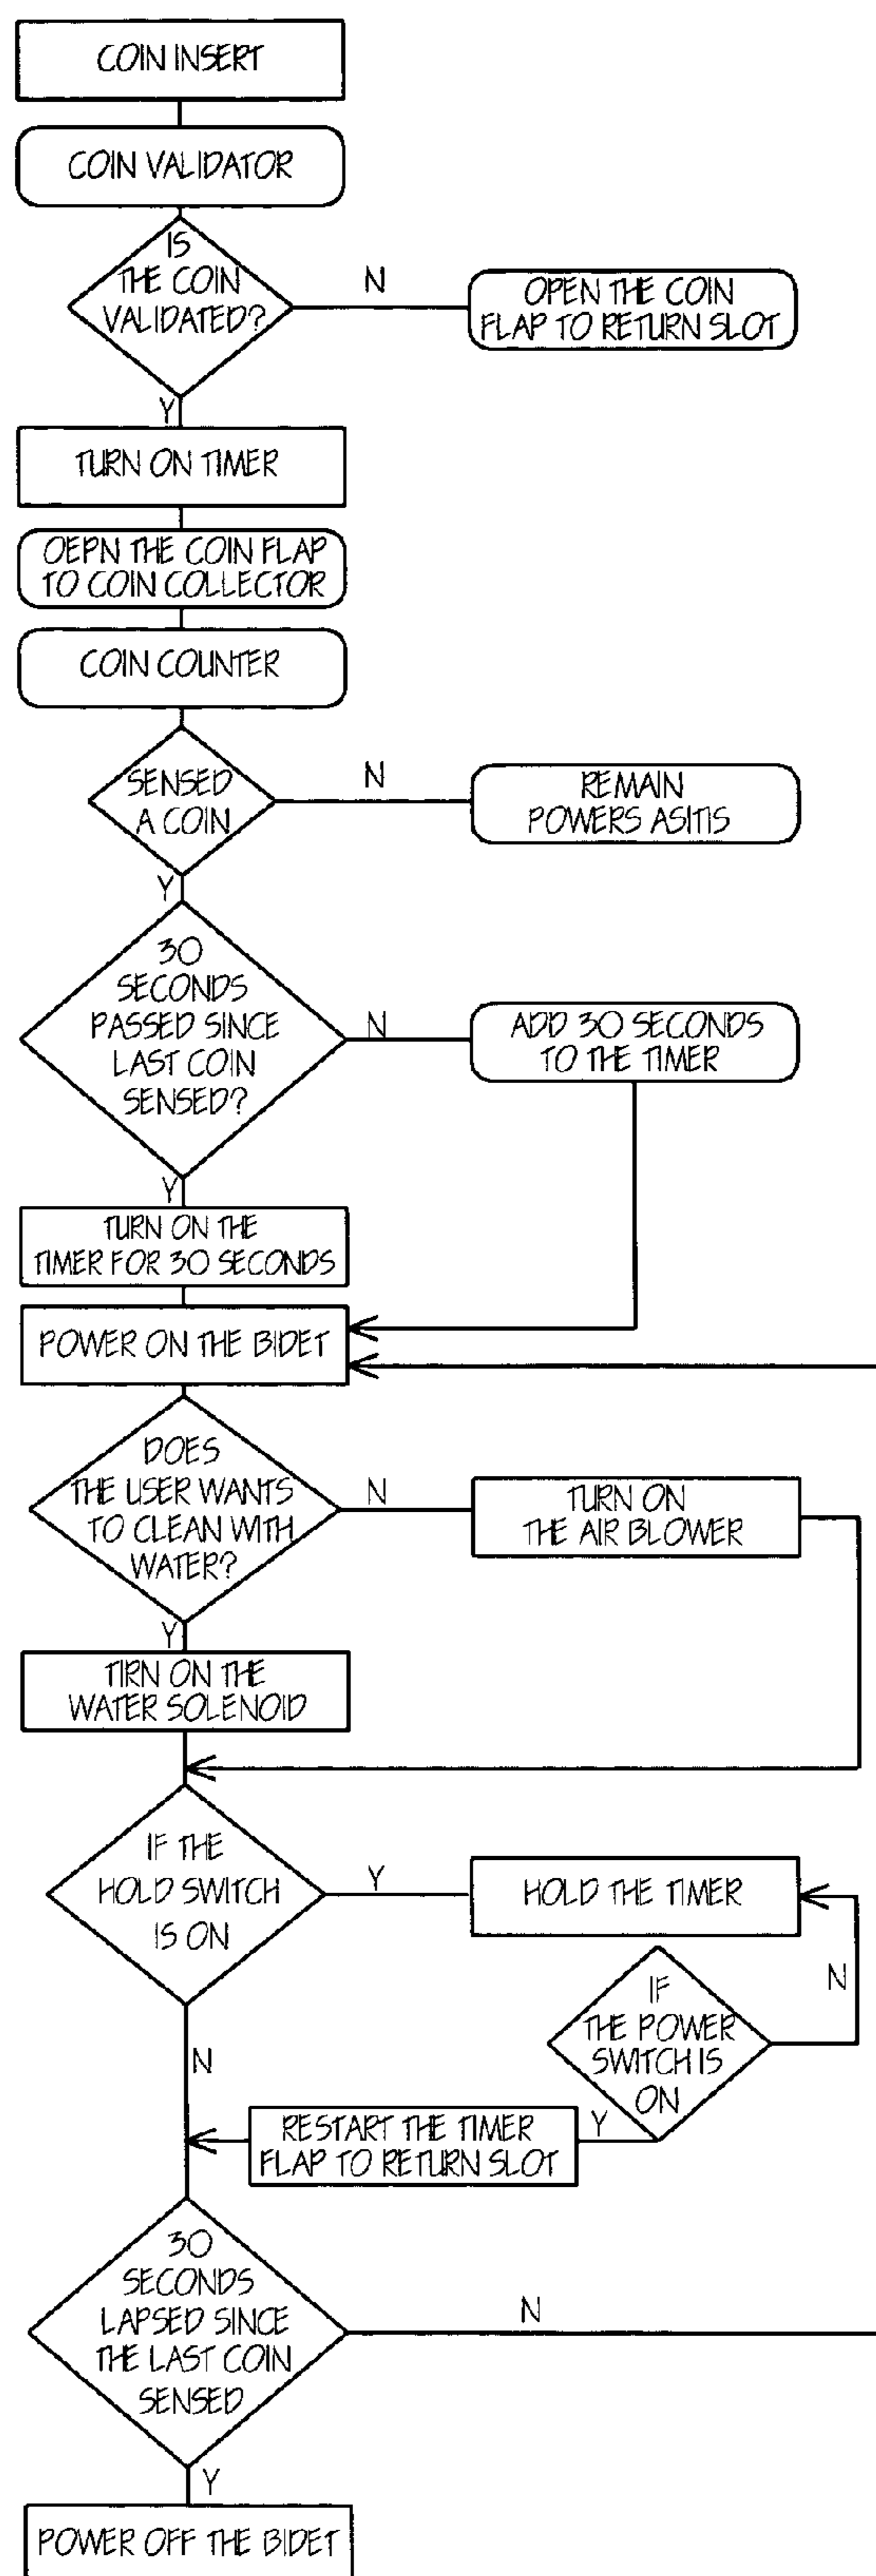 COIN INSERT
COIN VALIDATOR
IS
THE COIN
VALIDATED?
N
OPEN THE COIN
FLAP TO RETURN SLOT
Y
TURN ON TIMER
OEPN THE COIN FLAP
TO COIN COLLECTOR
COIN COUNTER
SENSED
A COIN
N
REMAIN
POWERS ASITIS
Y
30
SECONDS
PASSED SINCE
LAST COIN
SENSED?
N
ADD 30 SECONDS
TO THE TIMER
Y
TURN ON THE
TIMER FOR 30 SECONDS
POWER ON THE BIDET
DOES
THE USER WANTS
TO CLEAN WITH
WATER?
N
TURN ON
THE AIR BLOWER
Y
TIRN ON THE
WATER SOLENOID
IF THE
HOLD SWITCH
IS ON
Y
HOLD THE TIMER
N
IF
THE POWER
SWITCH IS
ON
N
Y
RESTART THE TIMER
FLAP TO RETURN SLOT
30
SECONDS
LAPSED SINCE
THE LAST COIN
SENSED
N
Y
POWER OFF THE BIDET